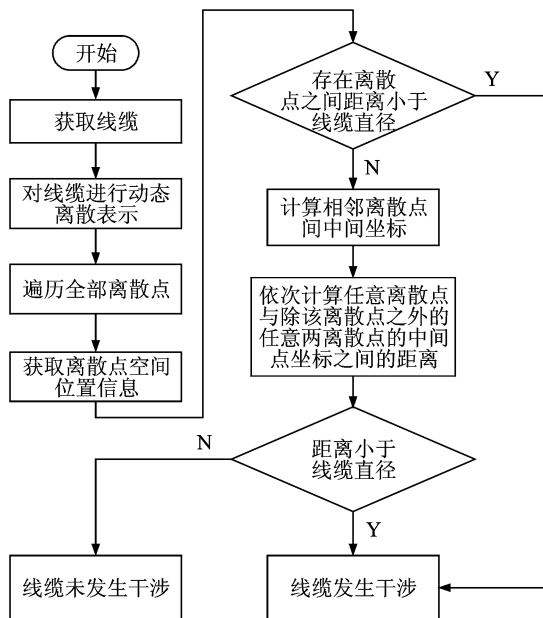 开始
获取线缆
对线缆进行动态
离散表示
遍历全部离散点
获取离散点空间
位置信息
存在离散
点之间距离小于
线缆直径
Y
N
计算相邻离散点
间中间坐标
依次计算任意离散点
与除该离散点之外的
任意两离散点的中间
点坐标之间的距离
距离小于
线缆直径
N
Y
线缆未发生干涉
线缆发生干涉